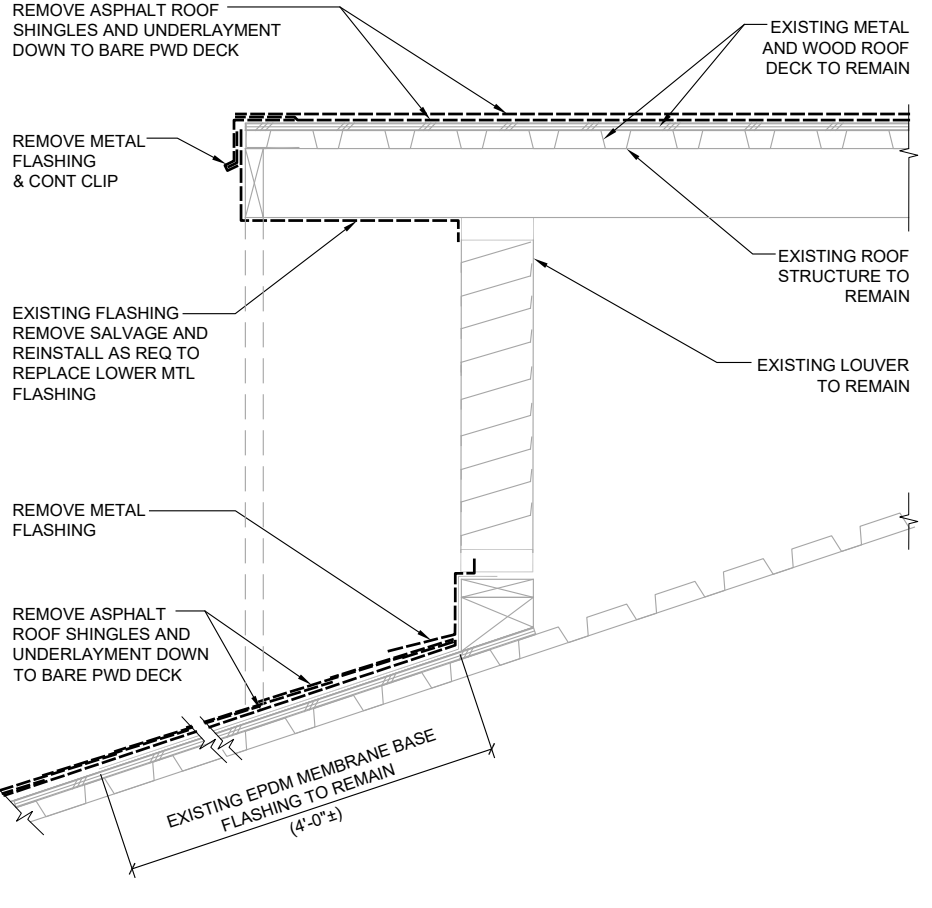 REMOVE ASPHALT ROOF
SHINGLES AND UNDERLAYMENT
DOWN TO BARE PWD DECK
EXISTING METAL
AND WOOD ROOF
DECK TO REMAIN
REMOVE METAL
FLASHING
& CONT CLIP
EXISTING ROOF
STRUCTURE TO
REMAIN
EXISTING FLASHING
REMOVE SALVAGE AND
REINSTALL AS REQ TO
REPLACE LOWER MTL
FLASHING
EXISTING LOUVER
TO REMAIN
REMOVE METAL
FLASHING
REMOVE ASPHALT
ROOF SHINGLES AND
UNDERLAYMENT DOWN
TO BARE PWD DECK
EXISTING EPDM MEMBRANE BASE
FLASHING TO REMAIN
(4'-0"±)